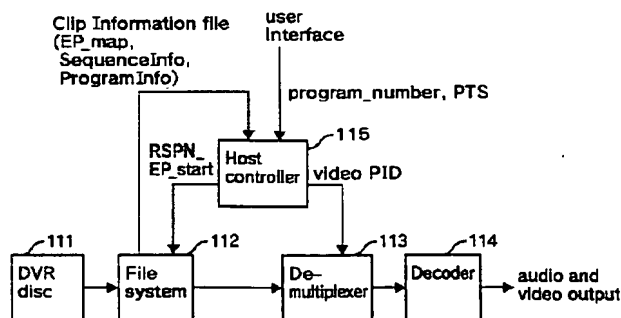 Clip Information file
(EP_map,
SequenceInfo,
ProgramInfo)
user
Interface
program_number, PTS
115
RSPN_
EP_start
Host
controller
video PID
111
DVR
disc
112
File
system
113
De-
multiplexer
114
Decoder
audio and
video output